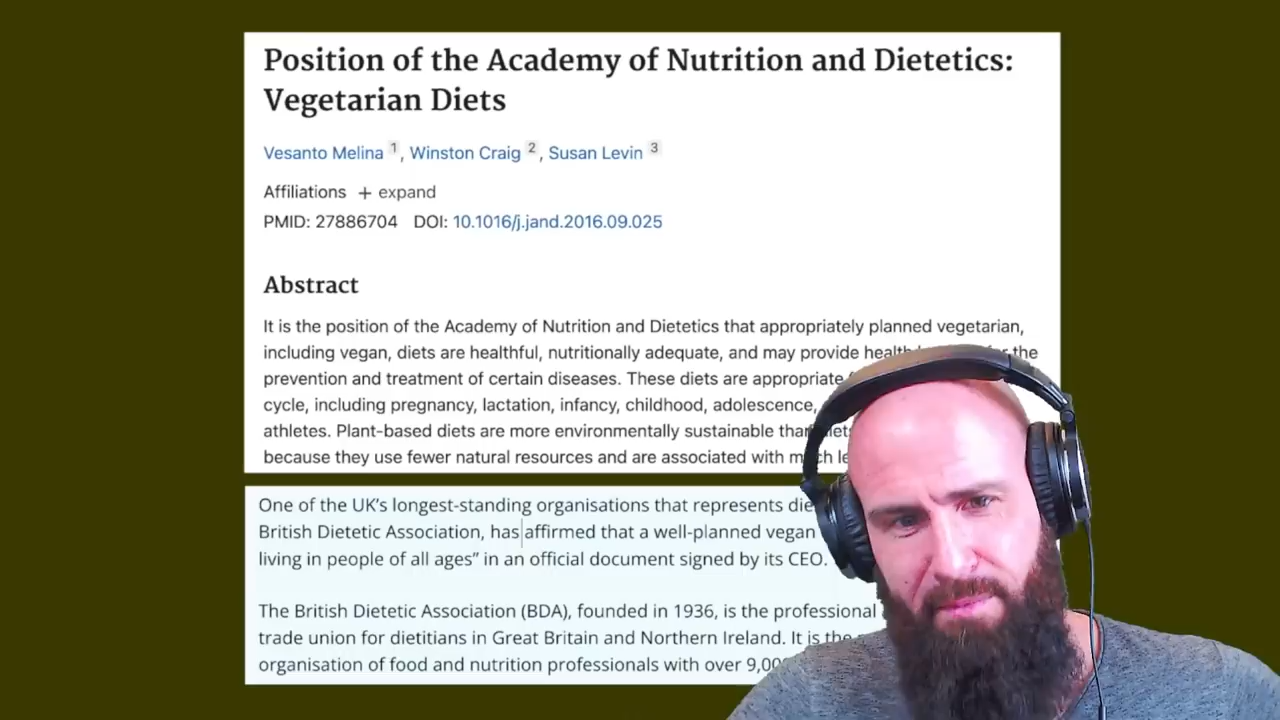 Position of the Academy of Nutrition and Dietetics:
Vegetarian Diets
Vesanto Melina 1 , Winston Craig 2 , Susan Levin 3
Affiliations + expand
PMID: 27886704 DOI: 10.1016/j.jand.2016.09.025
Abstract
It is the position of the Academy of Nutrition and Dietetics that appropriately planned vegetarian,
including vegan, diets are healthful, nutritionally adequate, and may provide the
prevention and treatment of certain diseases. These diets are appropriate
cycle, including pregnancy, lactation, infancy, childhood, adolescence,
athletes. Plant-based diets are more environmentally sustainable than
because they use fewer natural resources and are associated with
One of the UK's longest-standing organisations that represents
British Dietetic Association, has affirmed that a well-planned vegan
living in people of all ages” in an official document signed by its CEO.
The British Dietetic Association (BDA), founded in 1936, is the professional
trade union for dietitians in Great Britain and Northern Ireland. It is the
organisation of food and nutrition professionals with over